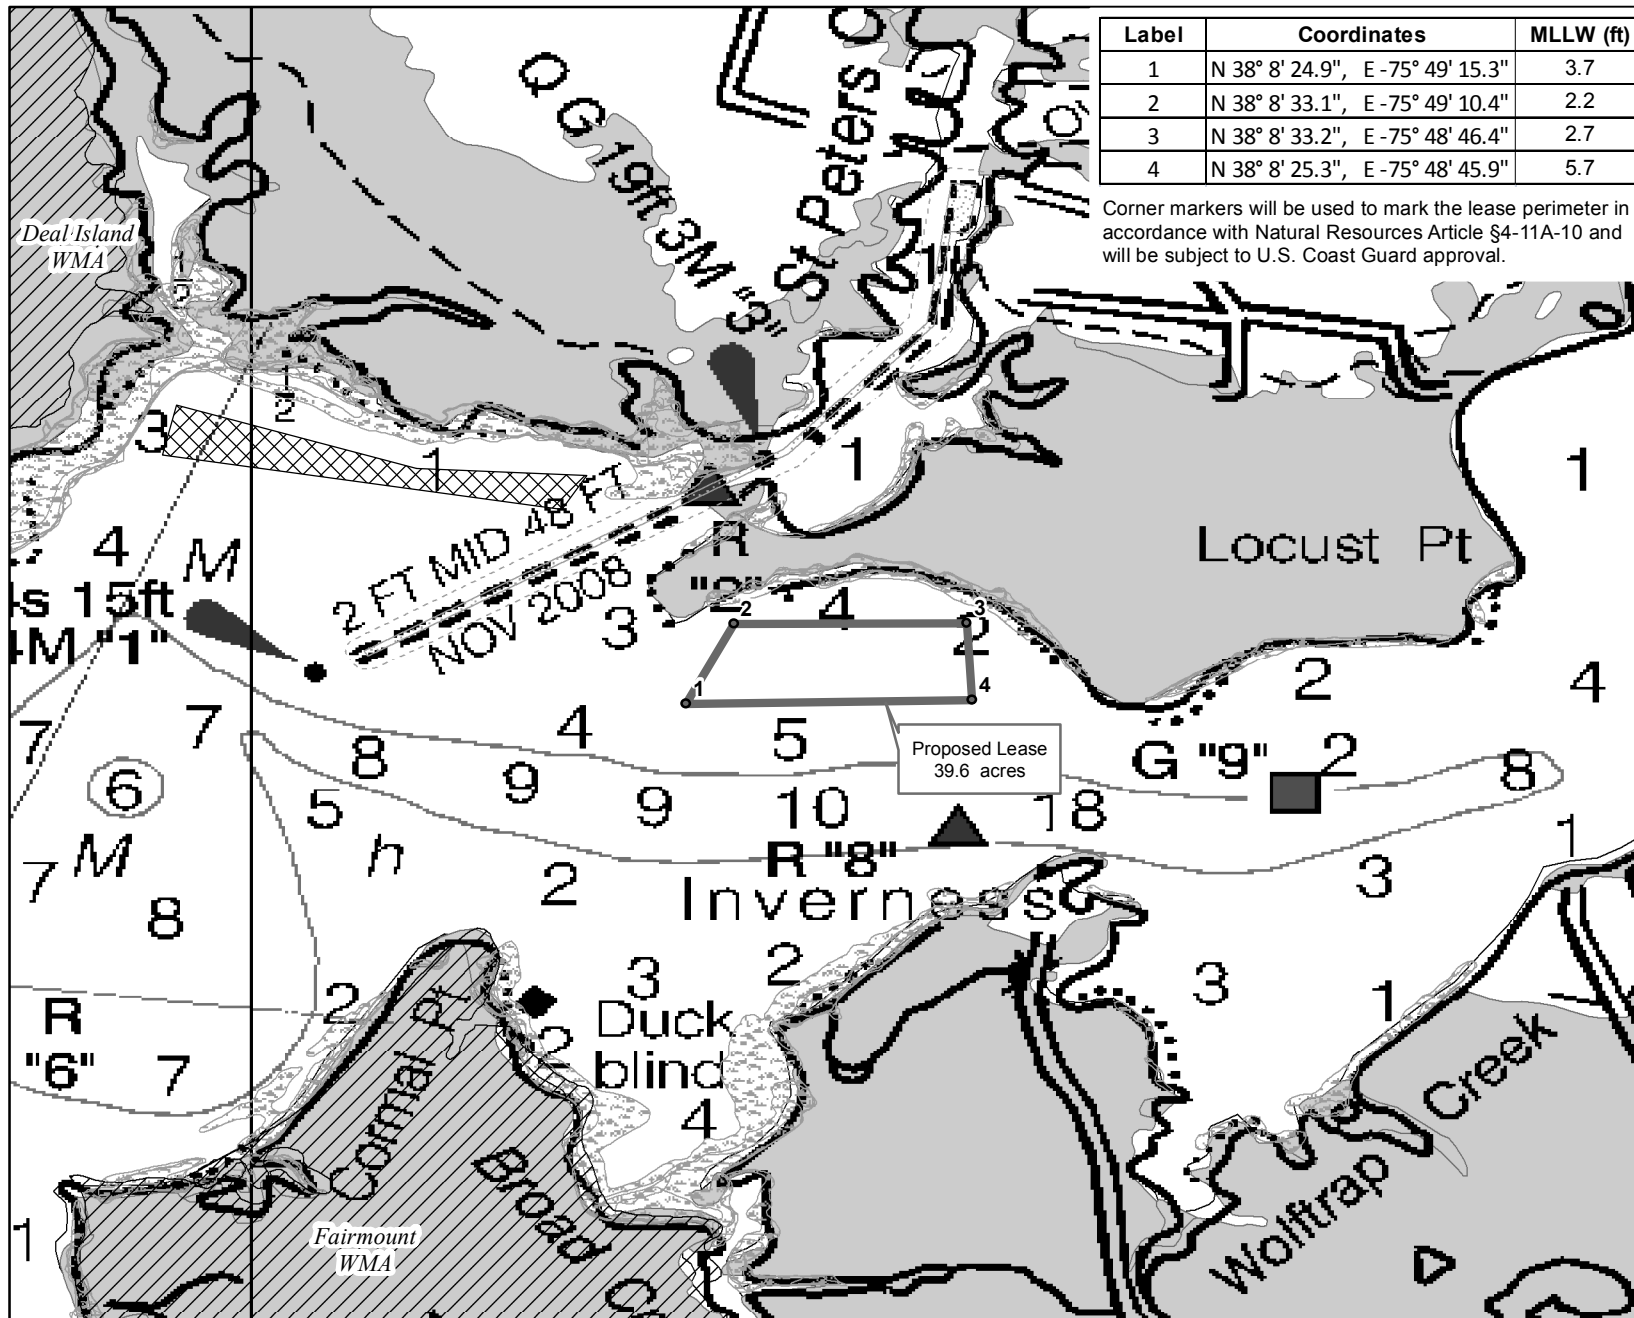 Label Coordinates MLLW (ft)
1 N 38° 8' 24.9", E -75° 49' 15.3" 3.7
2 N 38° 8' 33.1", E -75° 49' 10.4" 2.2
3 N 38° 8' 33.2", E -75° 48' 46.4" 2.7
4 N 38° 8' 25.3", E -75° 48' 45.9" 5.7
Corner markers will be used to mark the lease perimeter in
accordance with Natural Resources Article §4-11A-10 and
will be subject to U.S. Coast Guard approval.
Q G 19ft 3M "3"
St Peters
Deal Island
WMA
1
2
3
1
1
1
2 FT MID 48 FT
NOV 2008
R
Locust Pt
4
M
4s 15ft
4M "1"
3
4
2
3
2
1
4
2
4
7
7
8
4
5
Proposed Lease
39.6 acres
G "9"
2
8
6
5
9
9
10
18
R "8"
1
7
M
8
h
2
Inverness
3
2
3
2
3
1
R
"6"
7
2
Duck
blind
4
Cormal Pt
Broad
Creek
Wolftrap
1
Fairmount
WMA